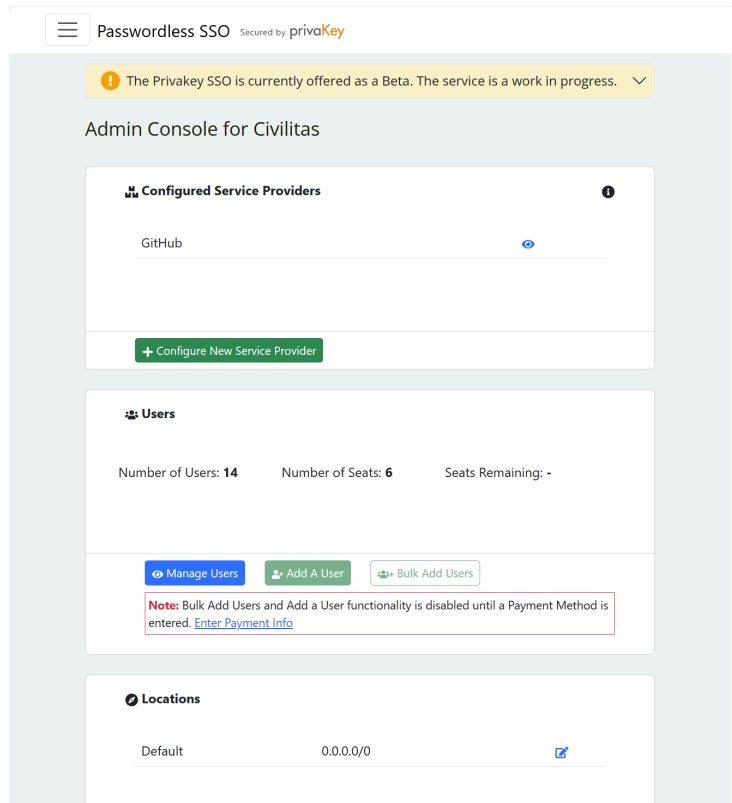 Passwordless SSO Secured by privaKey
The Privakey SSO is currently offered as a Beta. The service is a work in progress.
Admin Console for Civilitas
Configured Service Providers
GitHub
Configure New Service Provider
Users
Number of Users: 14 Number of Seats: 6 Seats Remaining: -
Manage Users Add A User Bulk Add Users
Note: Bulk Add Users and Add a User functionality is disabled until a Payment Method is
entered. Enter Payment Info
Locations
Default 0.0.0.0/0